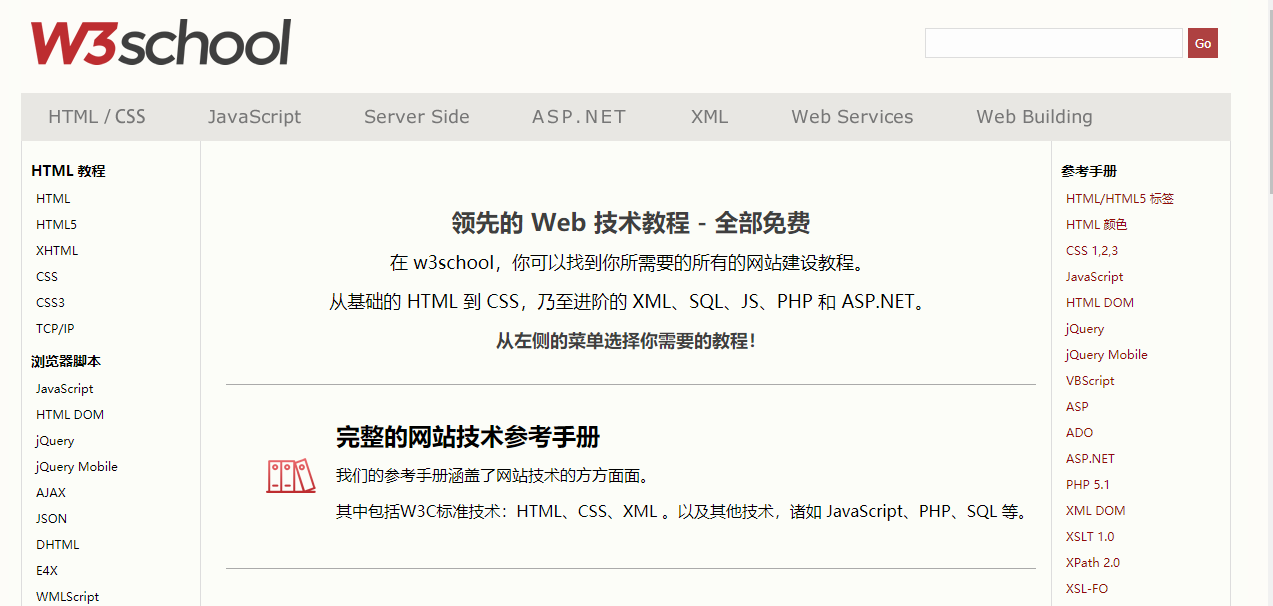 W3school
Go
HTML / CSS JavaScript Server Side ASP.NET XML Web Services Web Building
HTML 教程
HTML
HTML5
XHTML
CSS
CSS3
TCP/IP
浏览器脚本
JavaScript
HTML DOM
jQuery
jQuery Mobile
AJAX
JSON
DHTML
E4X
WMLScript
领先的 Web 技术教程 - 全部免费
在 w3school，你可以找到你所需要的所有的网站建设教程。
从基础的 HTML 到 CSS，乃至进阶的 XML、SQL、JS、PHP 和 ASP.NET。
从左侧的菜单选择你需要的教程！
完整的网站技术参考手册
我们的参考手册涵盖了网站技术的方方面面。
其中包括W3C标准技术：HTML、CSS、XML 。以及其他技术，诸如 JavaScript、PHP、SQL 等。
参考手册
HTML/HTML5 标签
HTML 颜色
CSS 1,2,3
JavaScript
HTML DOM
jQuery
jQuery Mobile
VBScript
ASP
ADO
ASP.NET
PHP 5.1
XML DOM
XSLT 1.0
XPath 2.0
XSL-FO